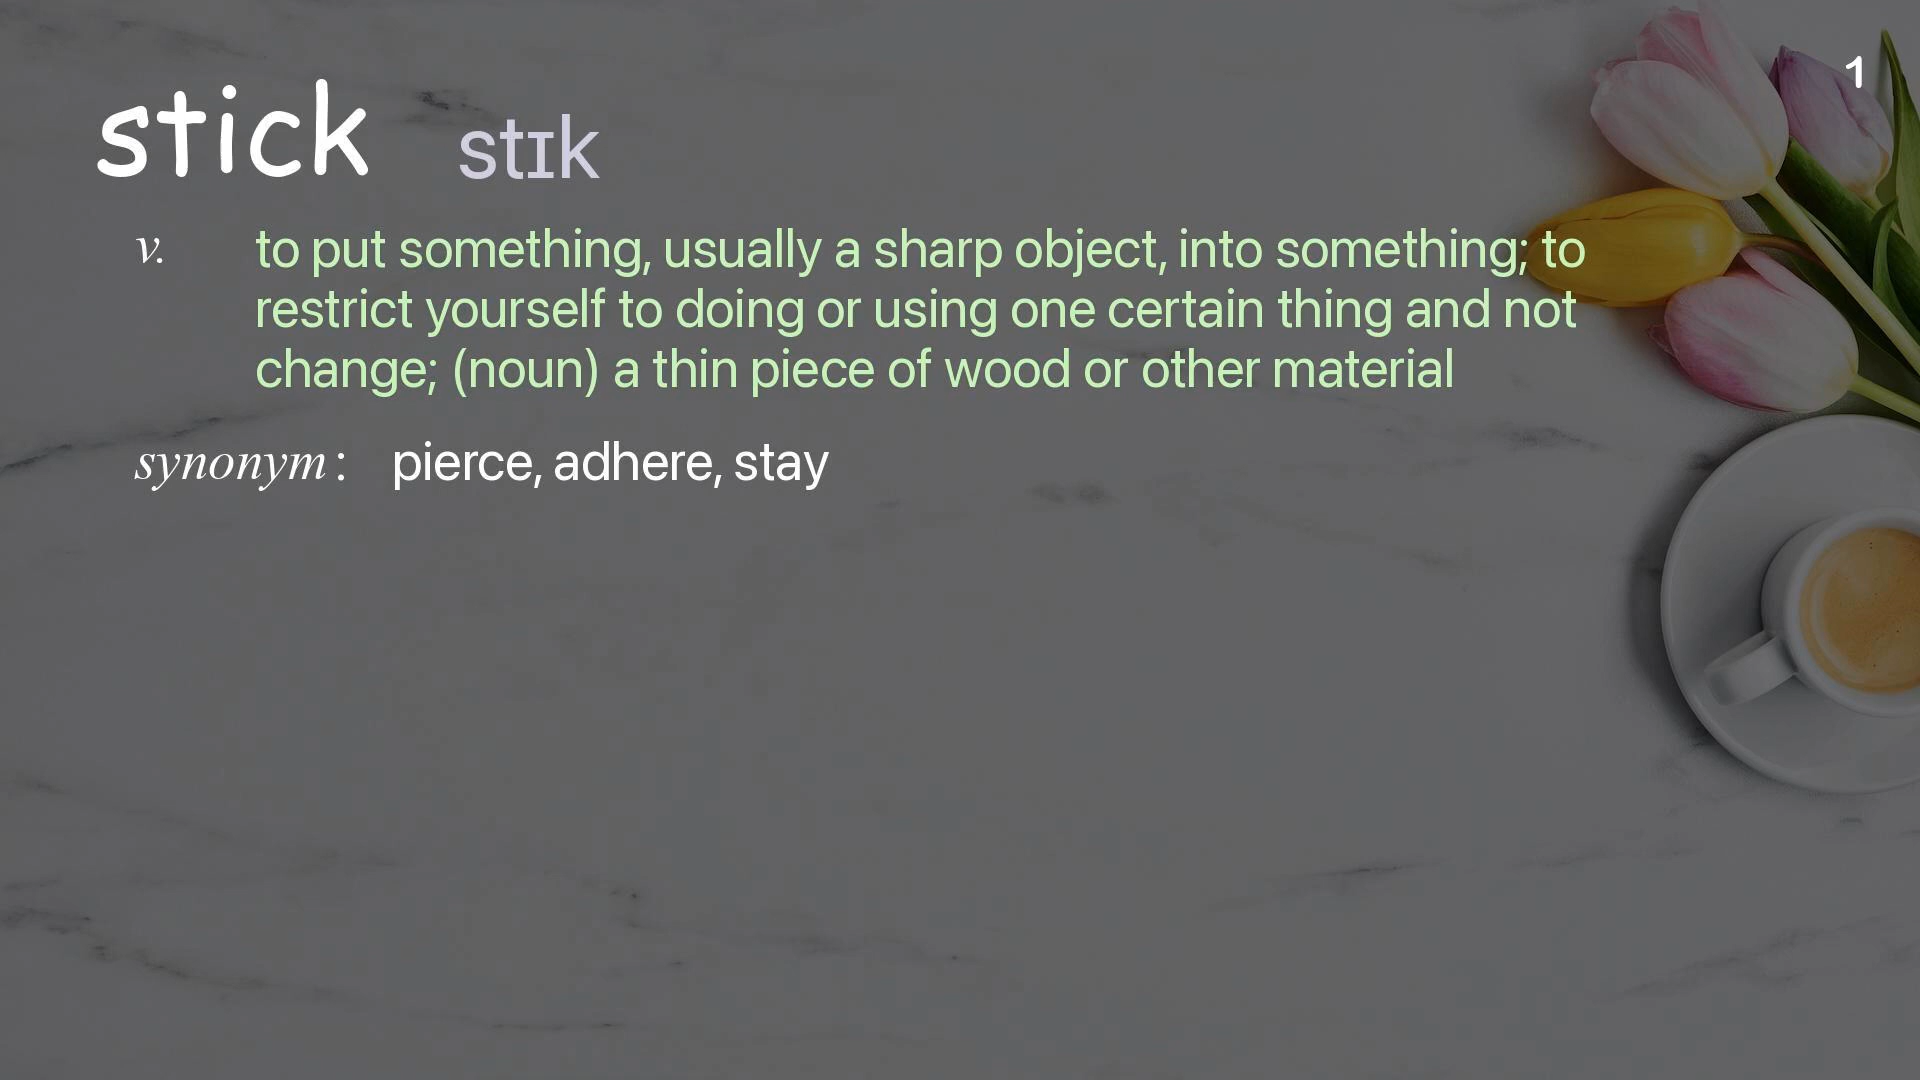 1
stick stɪk
v. to put something, usually a sharp object, into something; to
restrict yourself to doing or using one certain thing and not
change; (noun) a thin piece of wood or other material
synonym : pierce, adhere, stay